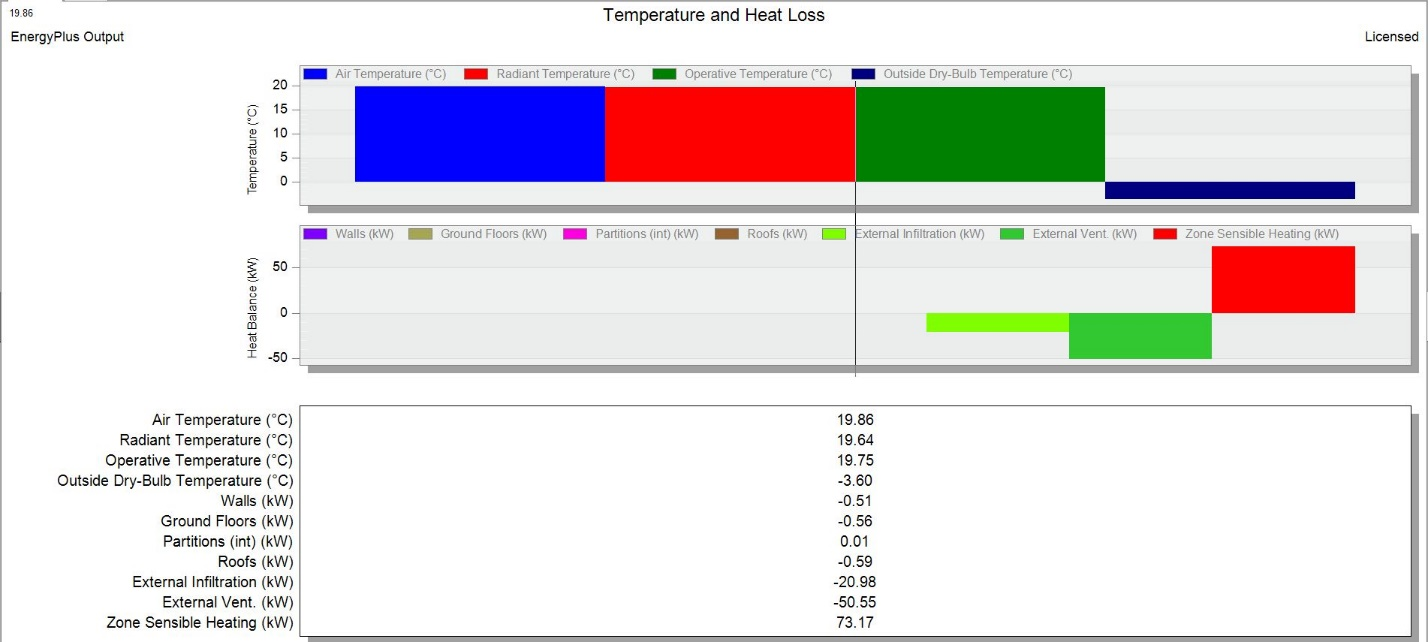 19.86
Temperature and Heat Loss
EnergyPlus Output
Licensed
Air Temperature (°C) Radiant Temperature (°C) Operative Temperature (°C) Outside Dry-Bulb Temperature (°C)
20
15
10
5
0
Temperature (°C)
Walls (kW) Ground Floors (kW) Partitions (int) (kW) Roofs (kW) External Infiltration (kW) External Vent. (kW) Zone Sensible Heating (kW)
50
0
-50
Heat Balance (kW)
Air Temperature (°C) 19.86
Radiant Temperature (°C) 19.64
Operative Temperature (°C) 19.75
Outside Dry-Bulb Temperature (°C) -3.60
Walls (kW) -0.51
Ground Floors (kW) -0.56
Partitions (int) (kW) 0.01
Roofs (kW) -0.59
External Infiltration (kW) -20.98
External Vent. (kW) -50.55
Zone Sensible Heating (kW) 73.17